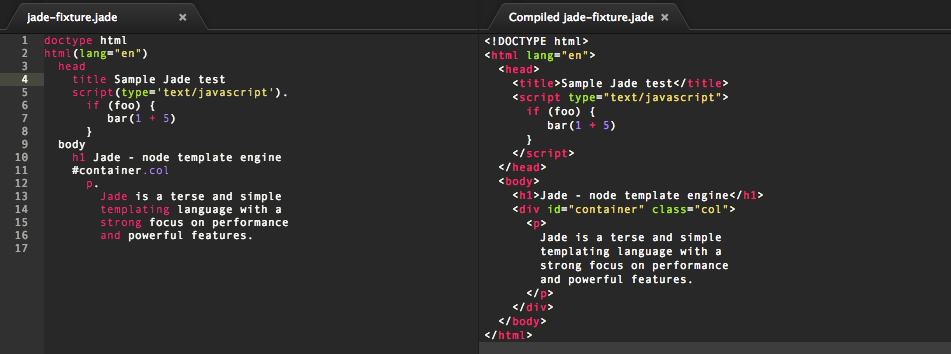 jade-fixture.jade ×
1 doctype html
2 html(lang="en")
3   head
4     title Sample Jade test
5     script(type='text/javascript').
6       if (foo) {
7          bar(1 + 5)
8       }
9   body
10     h1 Jade - node template engine
11     #container.col
12       p.
13         Jade is a terse and simple
14         templating language with a
15         strong focus on performance
16         and powerful features.
17
Compiled jade-fixture.jade ×
<!DOCTYPE html>
<html lang="en">
  <head>
    <title>Sample Jade test</title>
    <script type="text/javascript">
      if (foo) {
         bar(1 + 5)
      }
    </script>
  </head>
  <body>
    <h1>Jade - node template engine</h1>
    <div id="container" class="col">
      <p>
        Jade is a terse and simple
        templating language with a
        strong focus on performance
        and powerful features.
      </p>
    </div>
  </body>
</html>